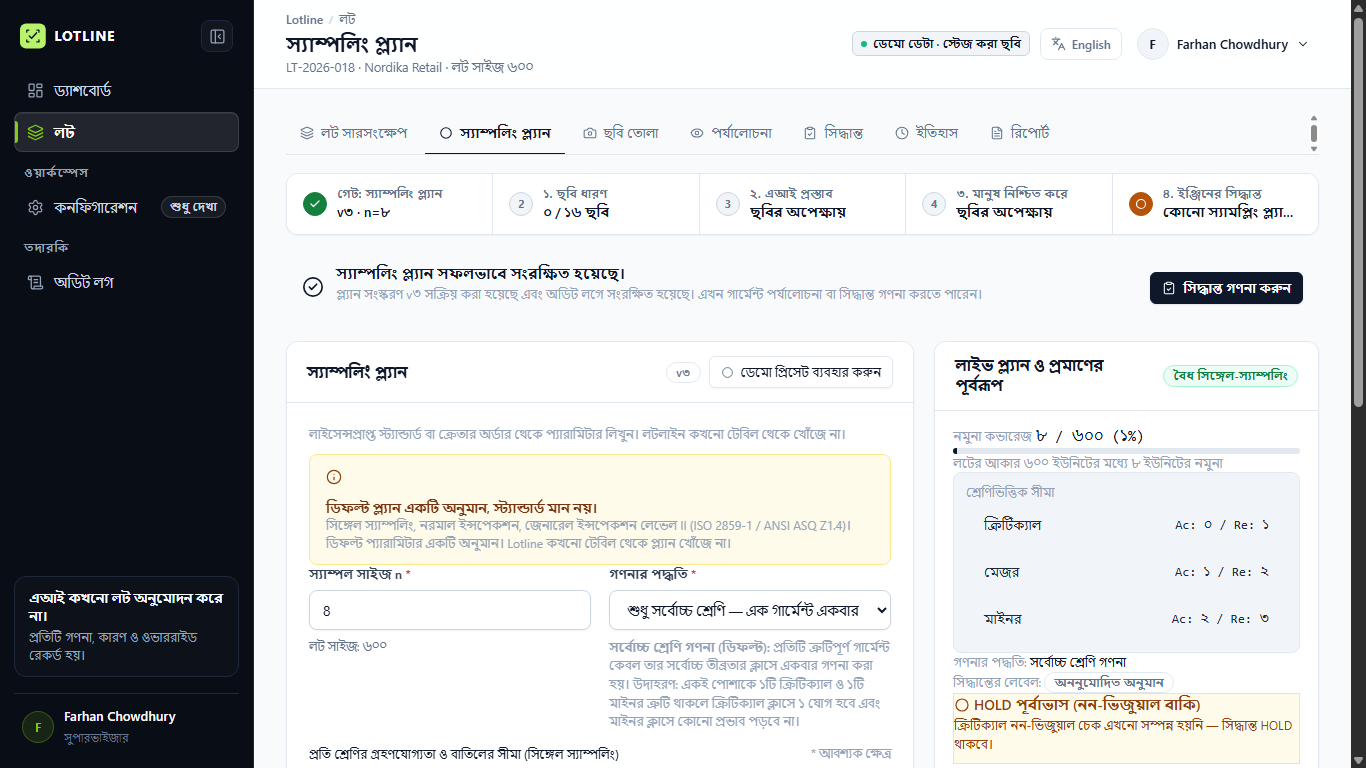 LOTLINE
ড্যাশবোর্ড
লট
ওয়ার্কস্পেস
কনফিগারেশন শুধু দেখা
তদারকি
অডিট লগ
এআই কখনো লট অনুমোদন করে
না।
প্রতিটি গণনা, কারণ ও ওভাররাইড
রেকর্ড হয়।
F Farhan Chowdhury
সুপারভাইজার
Lotline / লট
স্যাম্পলিং প্ল্যান
LT-2026-018 · Nordika Retail · লট সাইজ ৬০০
ডেমো ডেটা · স্টেজ করা ছবি
English
F Farhan Chowdhury
লট সারসংক্ষেপ স্যাম্পলিং প্ল্যান ছবি তোলা পর্যালোচনা সিদ্ধান্ত ইতিহাস রিপোর্ট
গেট: স্যাম্পলিং প্ল্যান
v৩ · n=৮
2 ১. ছবি ধারণ
০ / ১৬ ছবি
3 ২. এআই প্রস্তাব
ছবির অপেক্ষায়
4 ৩. মানুষ নিশ্চিত করে
ছবির অপেক্ষায়
৪. ইঞ্জিনের সিদ্ধান্ত
কোনো স্যামপ্লিং প্ল্যা...
স্যাম্পলিং প্ল্যান সফলভাবে সংরক্ষিত হয়েছে।
প্ল্যান সংস্করণ v৩ সক্রিয় করা হয়েছে এবং অডিট লগে সংরক্ষিত হয়েছে। এখন গার্মেন্ট পর্যালোচনা বা সিদ্ধান্ত গণনা করতে পারেন।
সিদ্ধান্ত গণনা করুন
স্যাম্পলিং প্ল্যান
v৩
ডেমো প্রিসেট ব্যবহার করুন
লাইসেন্সপ্রাপ্ত স্ট্যান্ডার্ড বা ক্রেতার অর্ডার থেকে প্যারামিটার লিখুন। লটলাইন কখনো টেবিল থেকে খোঁজে না।
ডিফল্ট প্ল্যান একটি অনুমান, স্ট্যান্ডার্ড মান নয়।
সিঙ্গেল স্যাম্পলিং, নরমাল ইন্সপেকশন, জেনারেল ইন্সপেকশন লেভেল II (ISO 2859-1 / ANSI ASQ Z1.4)।
ডিফল্ট প্যারামিটার একটি অনুমান। Lotline কখনো টেবিল থেকে প্ল্যান খোঁজে না।
স্যাম্পল সাইজ n *
8
লট সাইজ: ৬০০
গণনার পদ্ধতি *
শুধু সর্বোচ্চ শ্রেণি — এক গার্মেন্ট একবার
সর্বোচ্চ শ্রেণি গণনা (ডিফল্ট): প্রতিটি ত্রুটিপূর্ণ গার্মেন্ট
কেবল তার সর্বোচ্চ তীব্রতার ক্লাসে একবার গণনা করা
হয়। উদাহরণ: একই পোশাকে ১টি ক্রিটিক্যাল ও ১টি
মাইনর ত্রুটি থাকলে ক্রিটিক্যাল ক্লাসে ১ যোগ হবে এবং
মাইনর ক্লাসে কোনো প্রভাব পড়বে না।
প্রতি শ্রেণির গ্রহণযোগ্যতা ও বাতিলের সীমা (সিঙ্গেল স্যাম্পলিং)
* আবশ্যক ক্ষেত্র
লাইভ প্ল্যান ও প্রমাণের
পূর্বরূপ
বৈধ সিঙ্গেল-স্যাম্পলিং
নমুনা কভারেজ ৮ / ৬০০ (১%)
লটের আকার ৬০০ ইউনিটের মধ্যে ৮ ইউনিটের নমুনা
শ্রেণিভিত্তিক সীমা
ক্রিটিক্যাল Ac: ০ / Re: ১
মেজর Ac: ১ / Re: ২
মাইনর Ac: ২ / Re: ৩
গণনার পদ্ধতি: সর্বোচ্চ শ্রেণি গণনা
সিদ্ধান্তের লেবেল: অননুমোদিত অনুমান
HOLD পূর্বাভাস (নন-ভিজুয়াল বাকি)
ক্রিটিক্যাল নন-ভিজুয়াল চেক এখনো সম্পন্ন হয়নি — সিদ্ধান্ত HOLD
থাকবে।